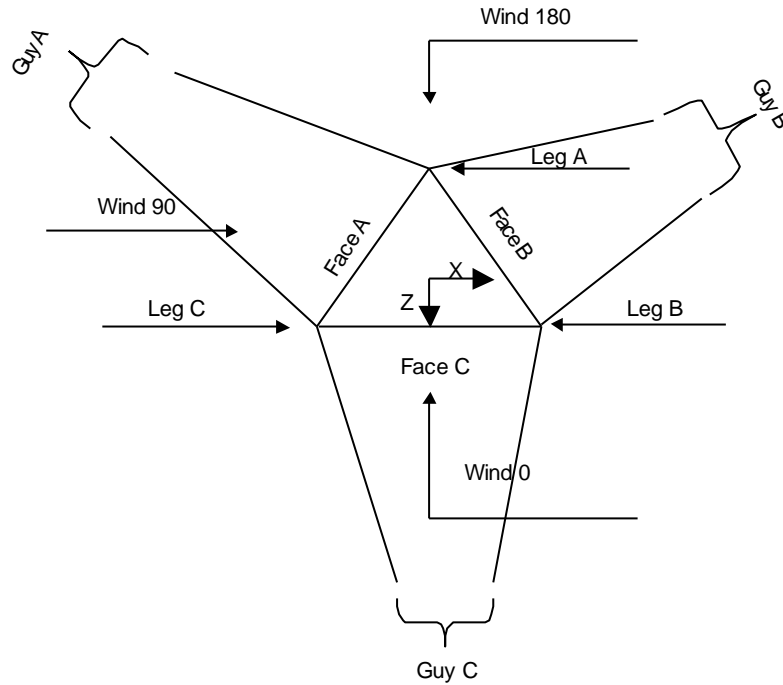 Wind 180
Guy A
Guy B
Leg A
Wind 90
Face A
Face B
X
Z
Leg C
Leg B
Face C
Wind 0
Guy C